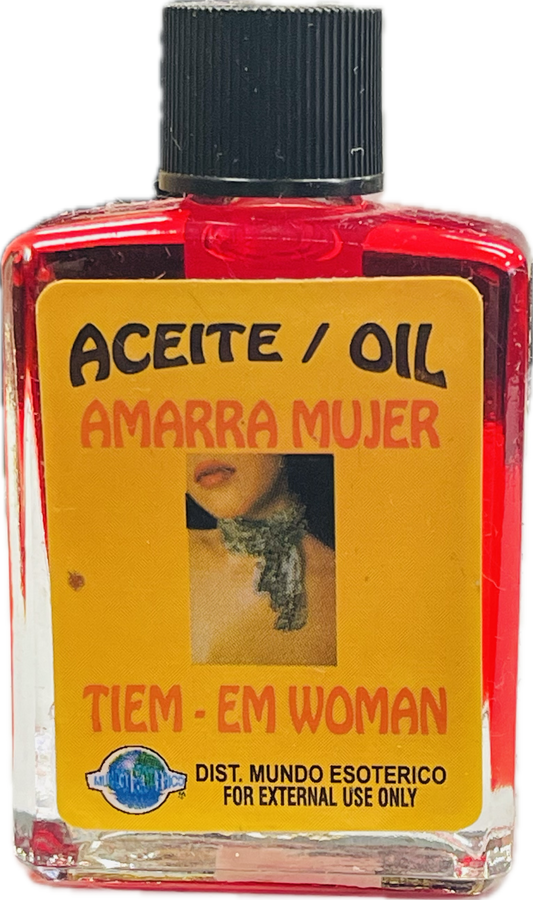 ACEITE / OIL
AMARRA MUJER
TIEM - EM WOMAN
DIST. MUNDO ESOTERICO
FOR EXTERNAL USE ONLY